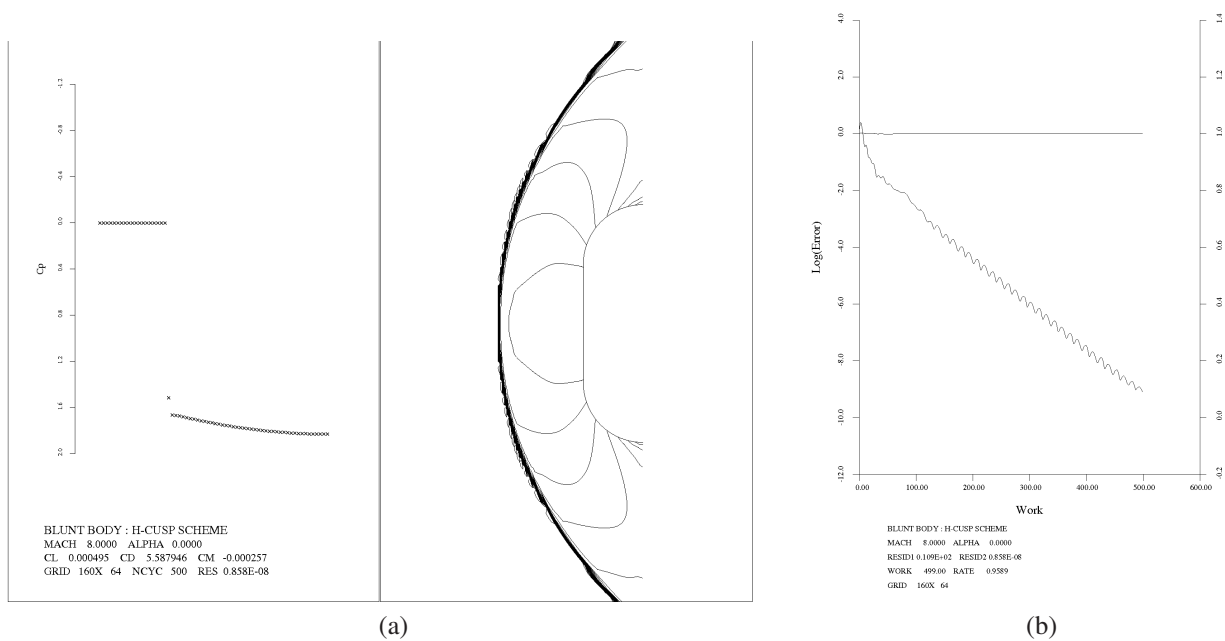 -1.2
-0.8
-0.4
0.0
0.4
0.8
1.2
1.6
2.0
Cp
BLUNT BODY : H-CUSP SCHEME
MACH 8.0000 ALPHA 0.0000
CL 0.000495 CD 5.587946 CM -0.000257
GRID 160X 64 NCYC 500 RES 0.858E-08
(a)
4.0
2.0
0.0
-2.0
-4.0
-6.0
-8.0
-10.0
-12.0
Log(Error)
1.4
1.2
1.0
0.8
0.6
0.4
0.2
0.0
-0.2
0.00 100.00 200.00 300.00 400.00 500.00 600.00
Work
BLUNT BODY : H-CUSP SCHEME
MACH 8.0000 ALPHA 0.0000
RESID1 0.109E+02 RESID2 0.858E-08
WORK 499.00 RATE 0.9589
GRID 160X 64
(b)